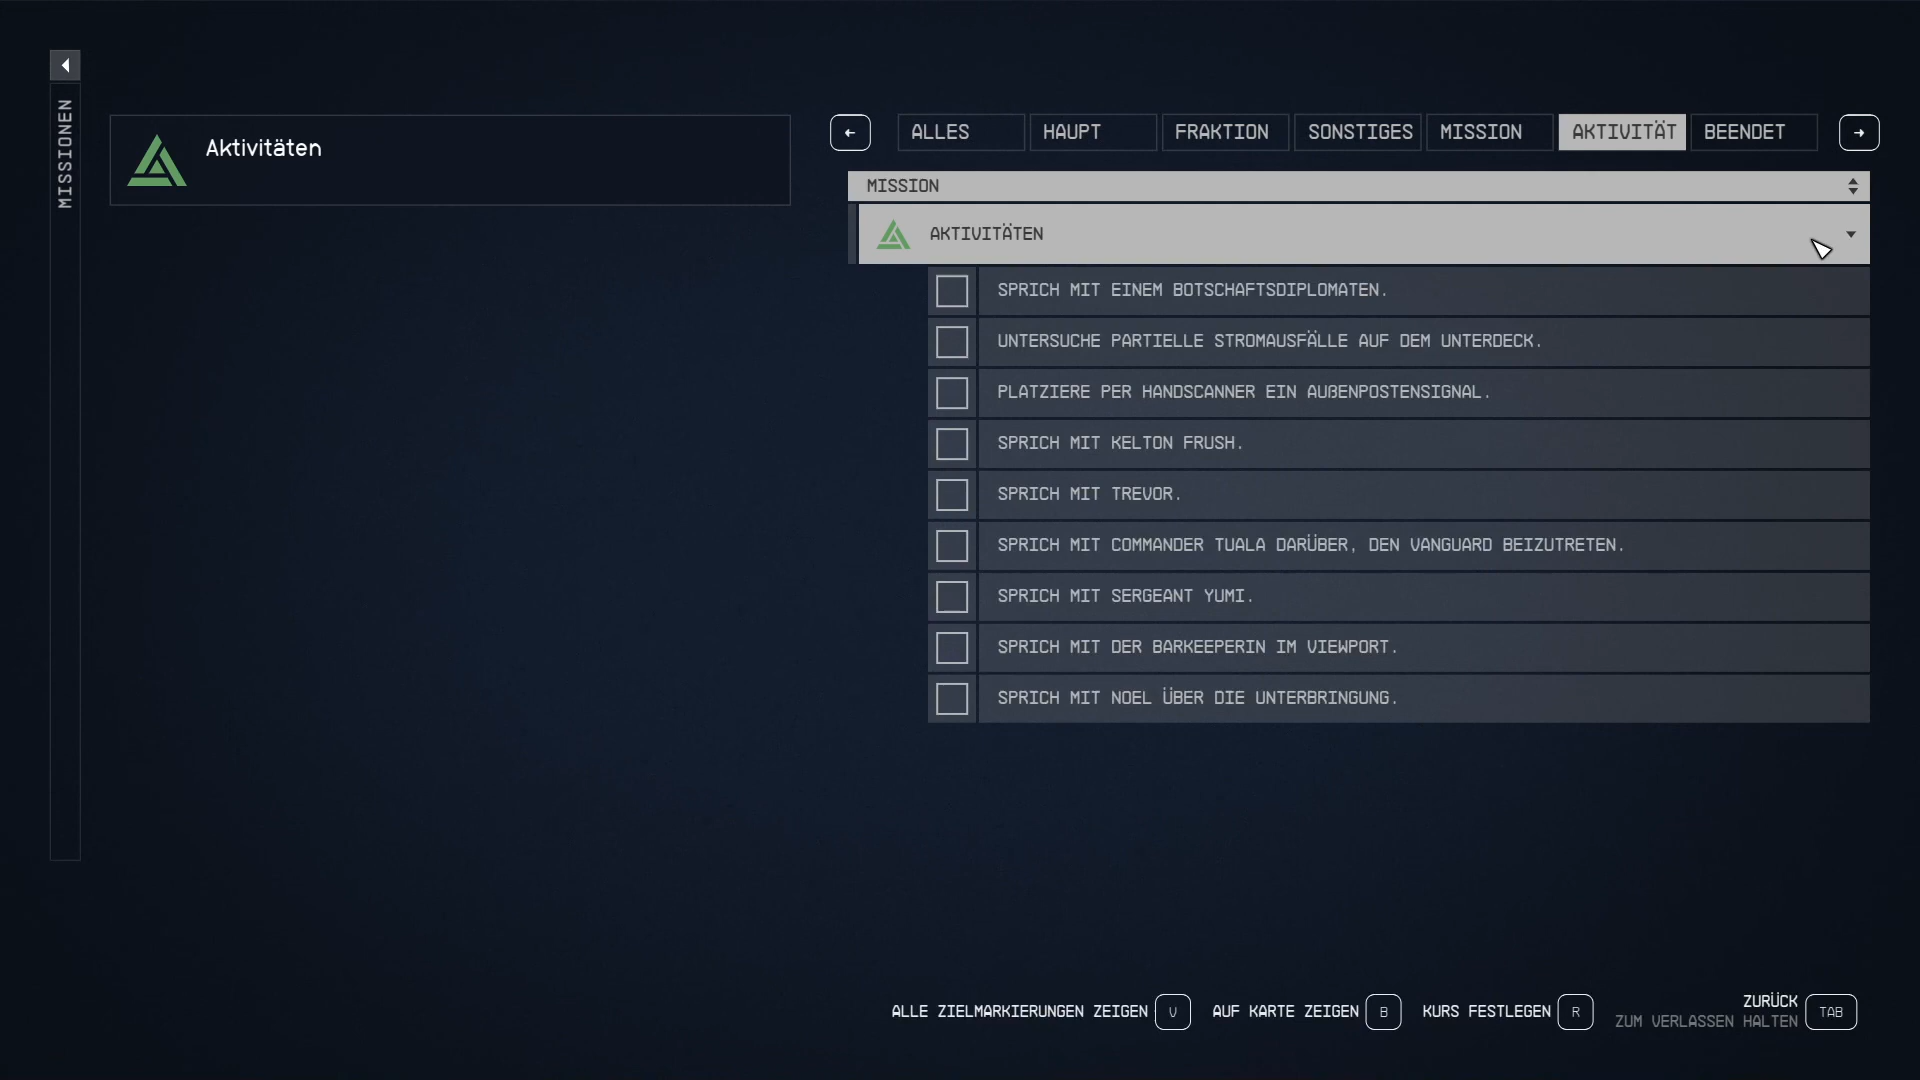 MISSIONEN
Aktivitäten
ALLES HAUPT FRAKTION SONSTIGES MISSION AKTIVITÄT BEENDET
MISSION
AKTIVITÄTEN
SPRICH MIT EINEM BOTSCHAFTSDIPLOMATEN.
UNTERSUCHE PARTIELLE STROMAUSFÄLLE AUF DEM UNTERDECK.
PLATZIERE PER HANDSCANNER EIN AUßENPOSTENSIGNAL.
SPRICH MIT KELTON FRUSH.
SPRICH MIT TREVOR.
SPRICH MIT COMMANDER TUALA DARÜBER, DEN VANGUARD BEIZUTRETEN.
SPRICH MIT SERGEANT YUMI.
SPRICH MIT DER BARKEEPERIN IM VIEWPORT.
SPRICH MIT NOEL ÜBER DIE UNTERBRINGUNG.
ALLE ZIELMARKIERUNGEN ZEIGEN V AUF KARTE ZEIGEN B KURS FESTLEGEN R ZURÜCK TAB
ZUM VERLASSEN HALTEN